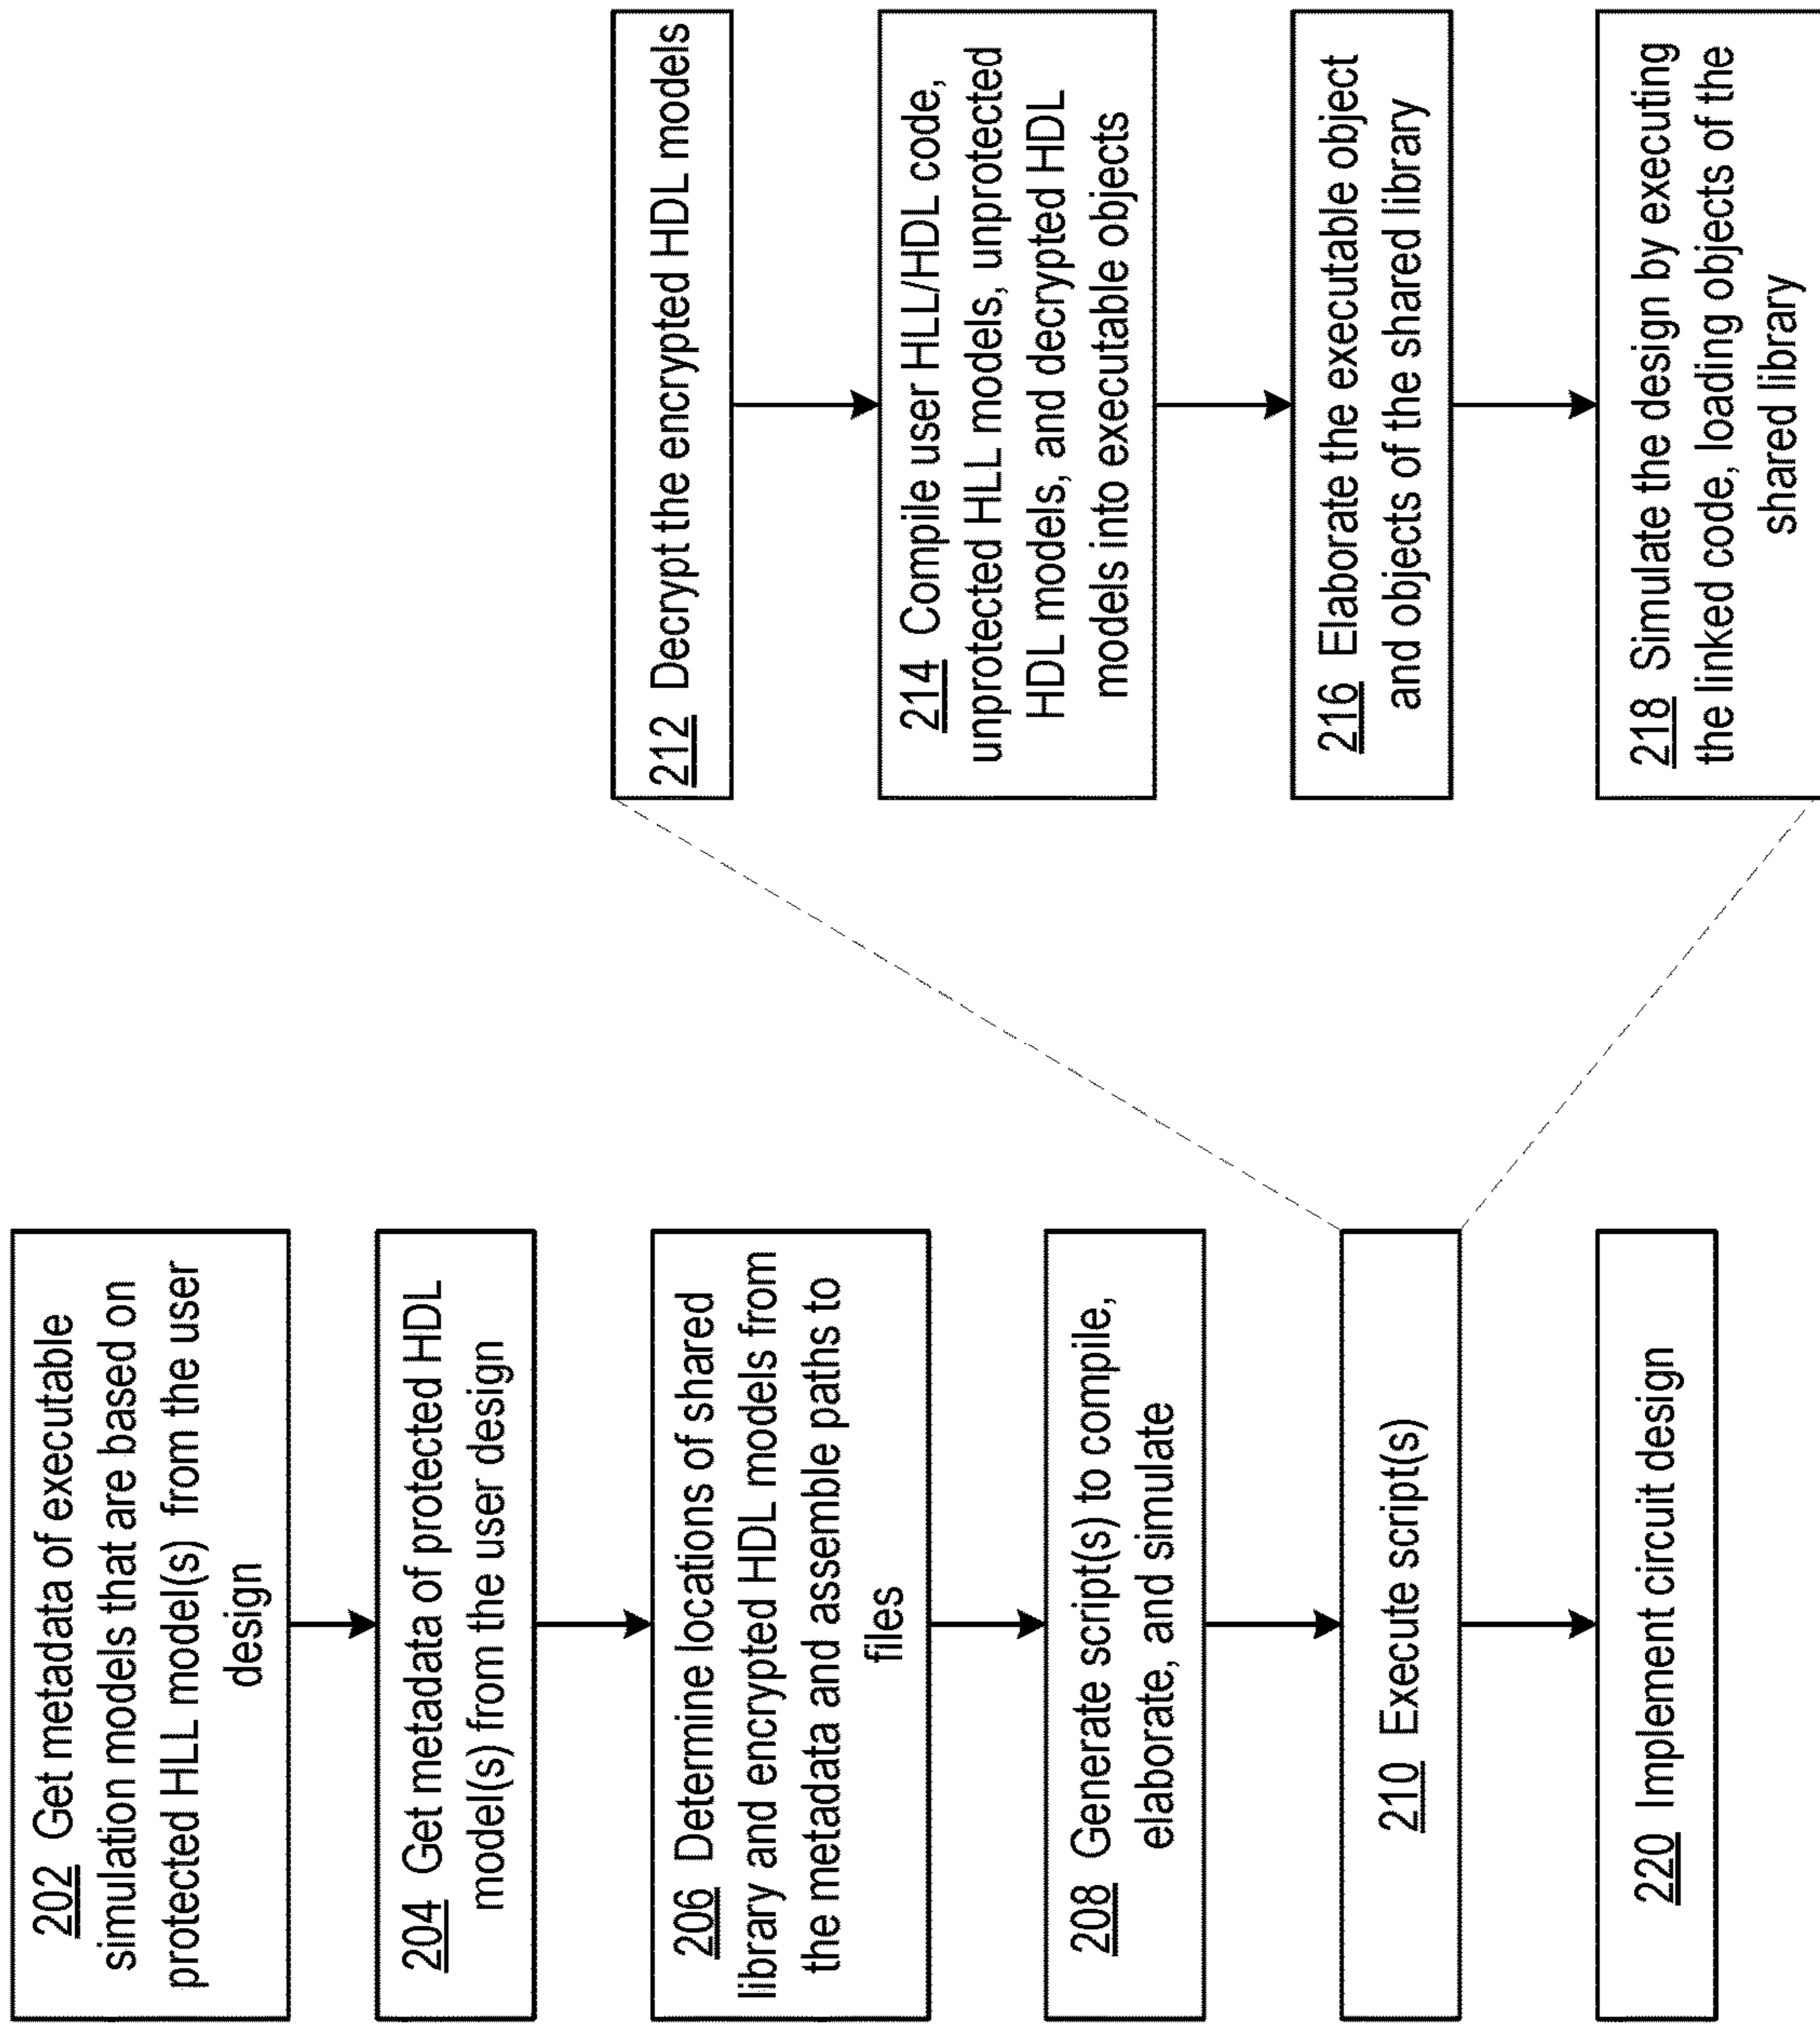 202 Get metadata of executable
simulation models that are based on
protected HLL model(s) from the user
design
204 Get metadata of protected HDL
model(s) from the user design
206 Determine locations of shared
library and encrypted HDL models from
the metadata and assemble paths to
files
208 Generate script(s) to compile,
elaborate, and simulate
210 Execute script(s)
220 Implement circuit design
212 Decrypt the encrypted HDL models
214 Compile user HLL/HDL code,
unprotected HLL models, unprotected
HDL models, and decrypted HDL
models into executable objects
216 Elaborate the executable object
and objects of the shared library
218 Simulate the design by executing
the linked code, loading objects of the
shared library